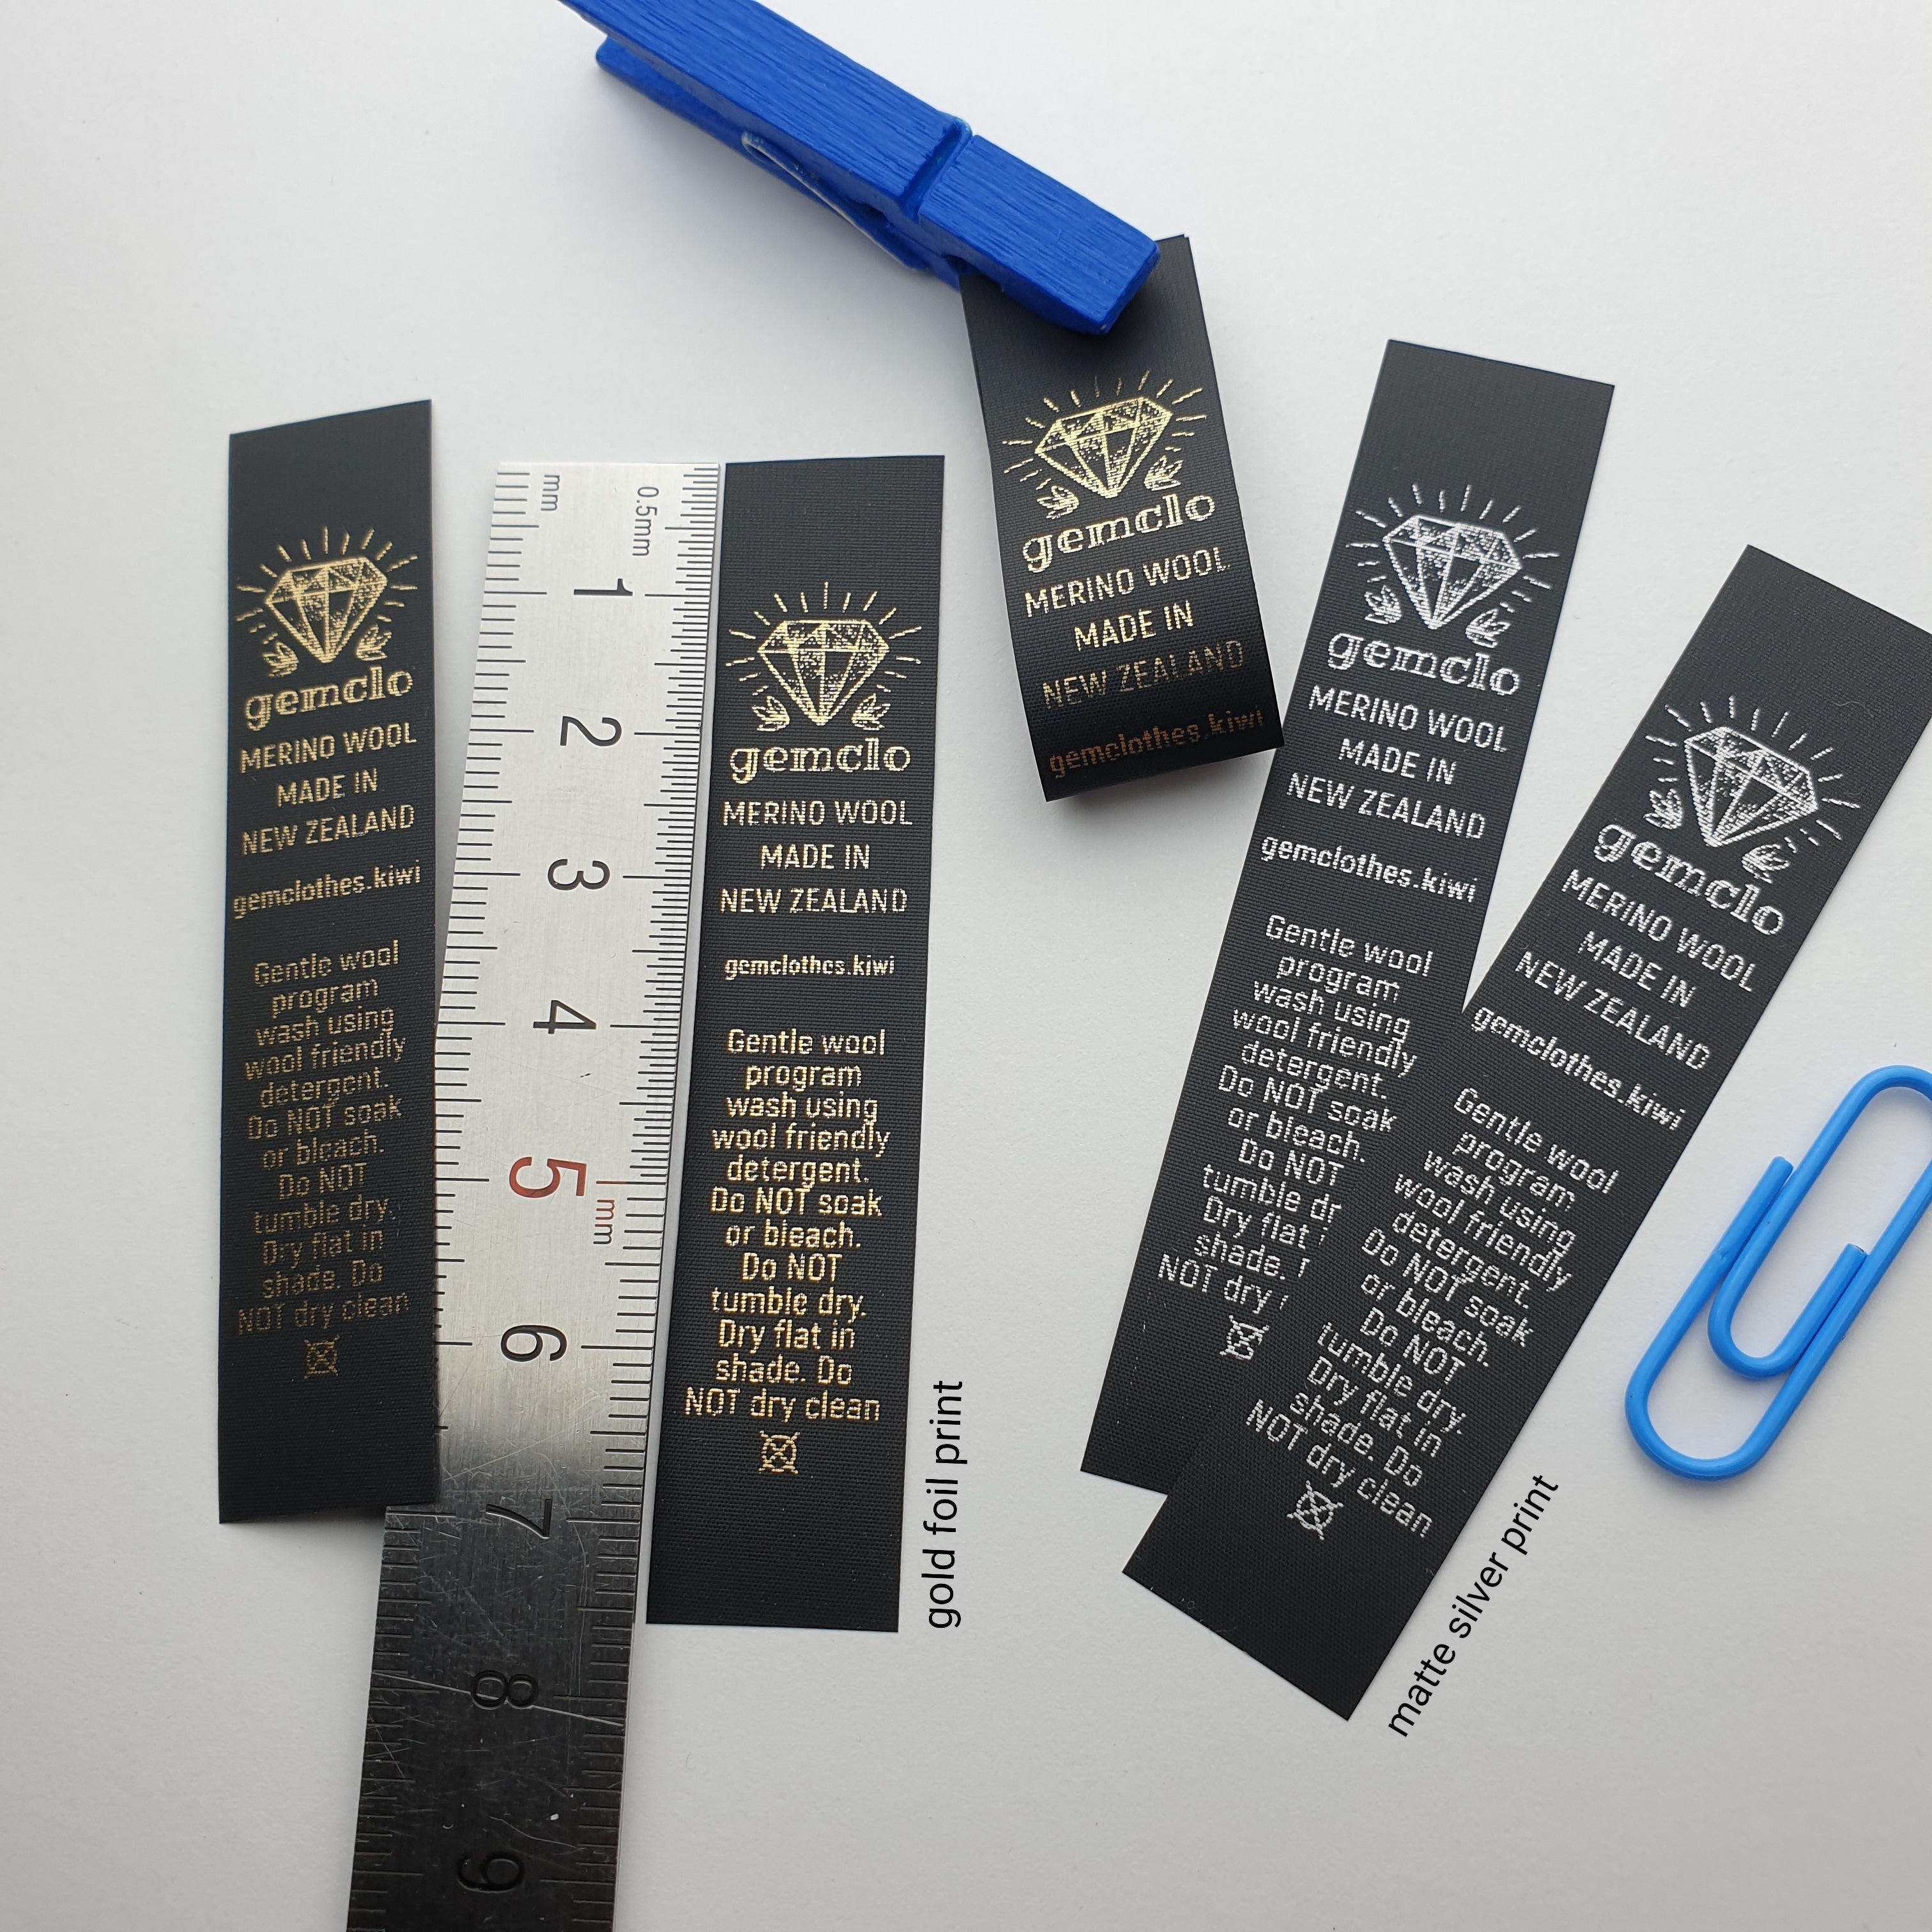 gemclo
MERINO WOOL
MADE IN
NEW ZEALAND
gemclothes.kiwi
Gentle wool
program
wash using
wool friendly
detergent.
Do NOT soak
or bleach.
Do NOT
tumble dry.
Dry flat in
shade. Do
NOT dry clean
mm
0.5mm
1
2
3
4
5
mm
6
7
8
9
gemclo
MERINO WOOL
MADE IN
NEW ZEALAND
gemclothes.kiwi
Gentle wool
program
wash using
wool friendly
detergent.
Do NOT soak
or bleach.
Do NOT
tumble dry.
Dry flat in
shade. Do
NOT dry clean
gold foil print
gemclo
MERINO WOOL
MADE IN
NEW ZEALAND
gemclothes.kiwi
gemclo
MERINO WOOL
MADE IN
NEW ZEALAND
gemclothes.kiwi
Gentle wool
program
wash using
wool friendly
detergent.
Do NOT soak
or bleach.
Do NOT
tumble dr
Dry flat
shade.
NOT dry
gemclo
MERINO WOOL
MADE IN
NEW ZEALAND
gemclothes.kiwi
Gentle wool
program
wash using
wool friendly
detergent.
Do NOT soak
or bleach.
Do NOT
tumble dry.
Dry flat in
shade. Do
NOT dry clean
matte silver print